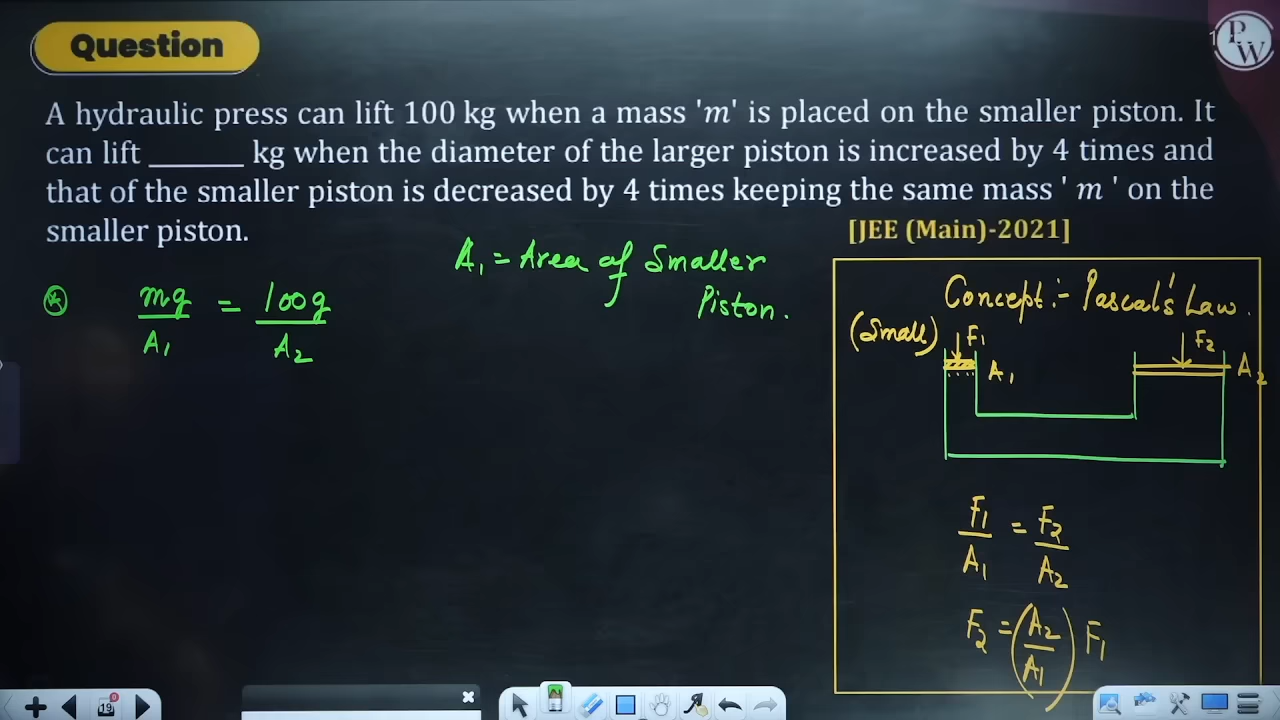 Question
PW
A hydraulic press can lift 100 kg when a mass 'm' is placed on the smaller piston. It
can lift ______ kg when the diameter of the larger piston is increased by 4 times and
that of the smaller piston is decreased by 4 times keeping the same mass ' m ' on the
smaller piston.
[JEE (Main)-2021]
A₁ = Area of Smaller
Piston.
mg/A₁ = 100g/A₂
Concept:- Pascal's Law.
(Small) F₁ F₂
A₁ A₂
F₁/A₁ = F₂/A₂
F₂ = (A₂/A₁) F₁
19